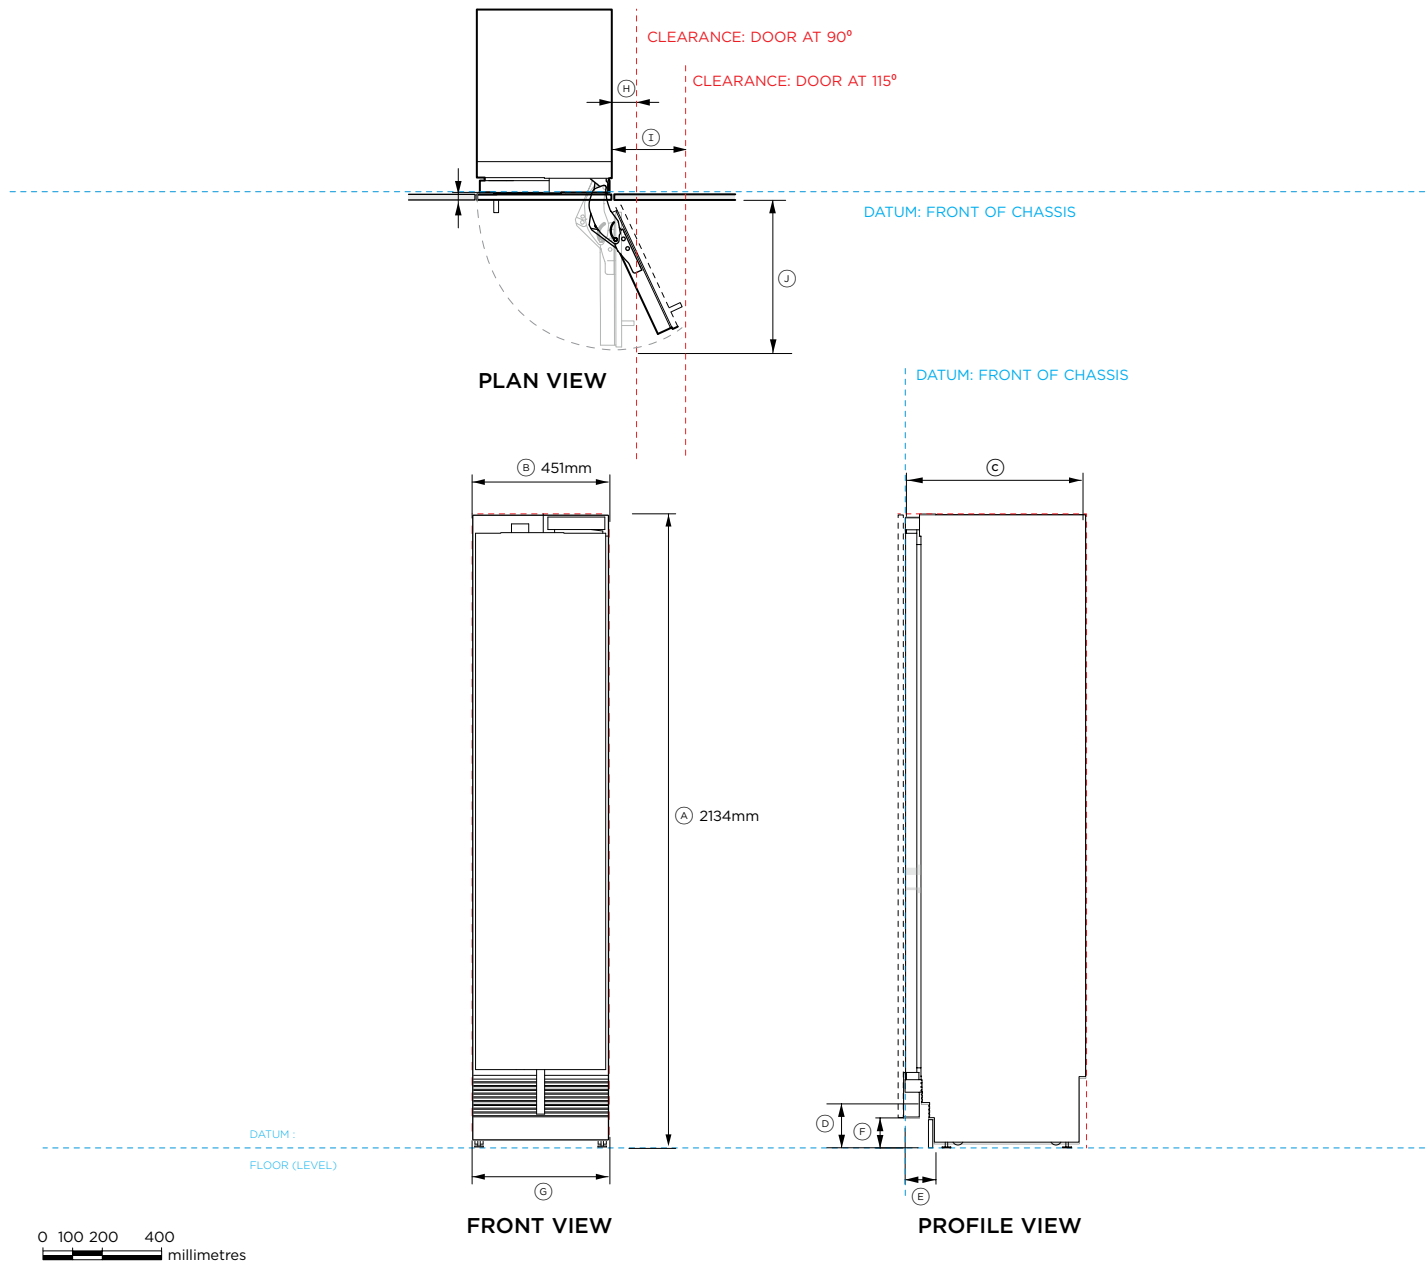 CLEARANCE: DOOR AT 90⁰
CLEARANCE: DOOR AT 115⁰
H
I
DATUM: FRONT OF CHASSIS
J
PLAN VIEW
DATUM: FRONT OF CHASSIS
B 451mm
C
A 2134mm
D
F
DATUM :
FLOOR (LEVEL)
G
E
FRONT VIEW
PROFILE VIEW
0 100 200 400
millimetres